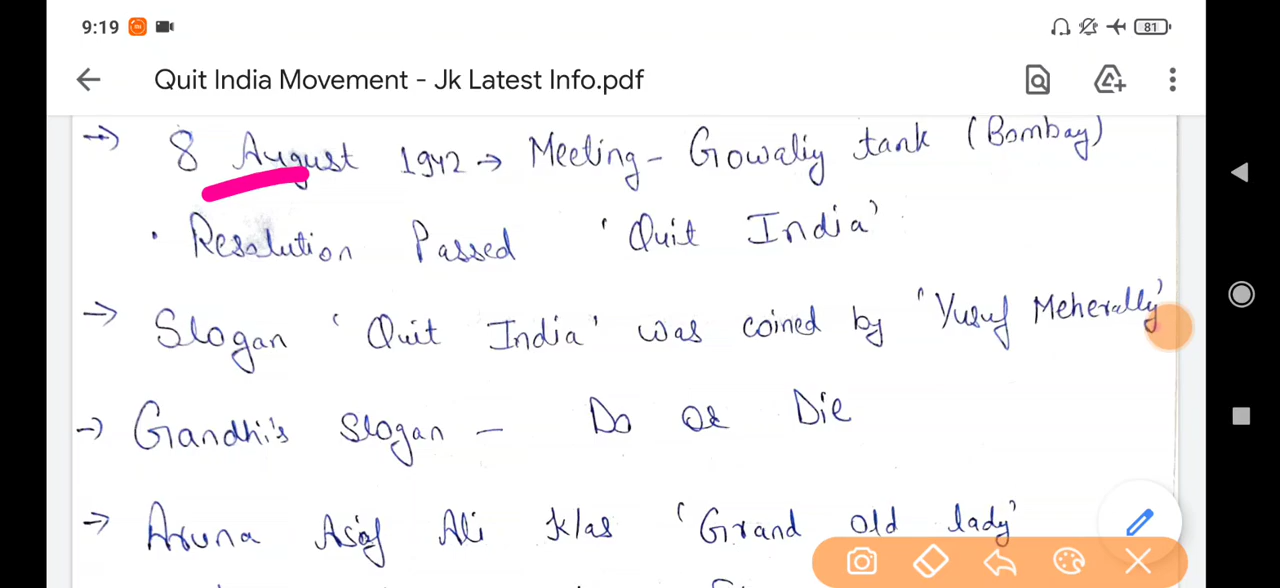 9:19
81
Quit India Movement - Jk Latest Info.pdf
→ 8 August 1942 → Meeting - Gowaliy tank (Bombay)
· Resolution Passed 'Quit India'
→ Slogan 'Quit India' was coined by 'Yusuf Meherally'
→ Gandhi's Slogan - Do or Die
→ Aruna Asaf Ali k/as 'Grand old lady'